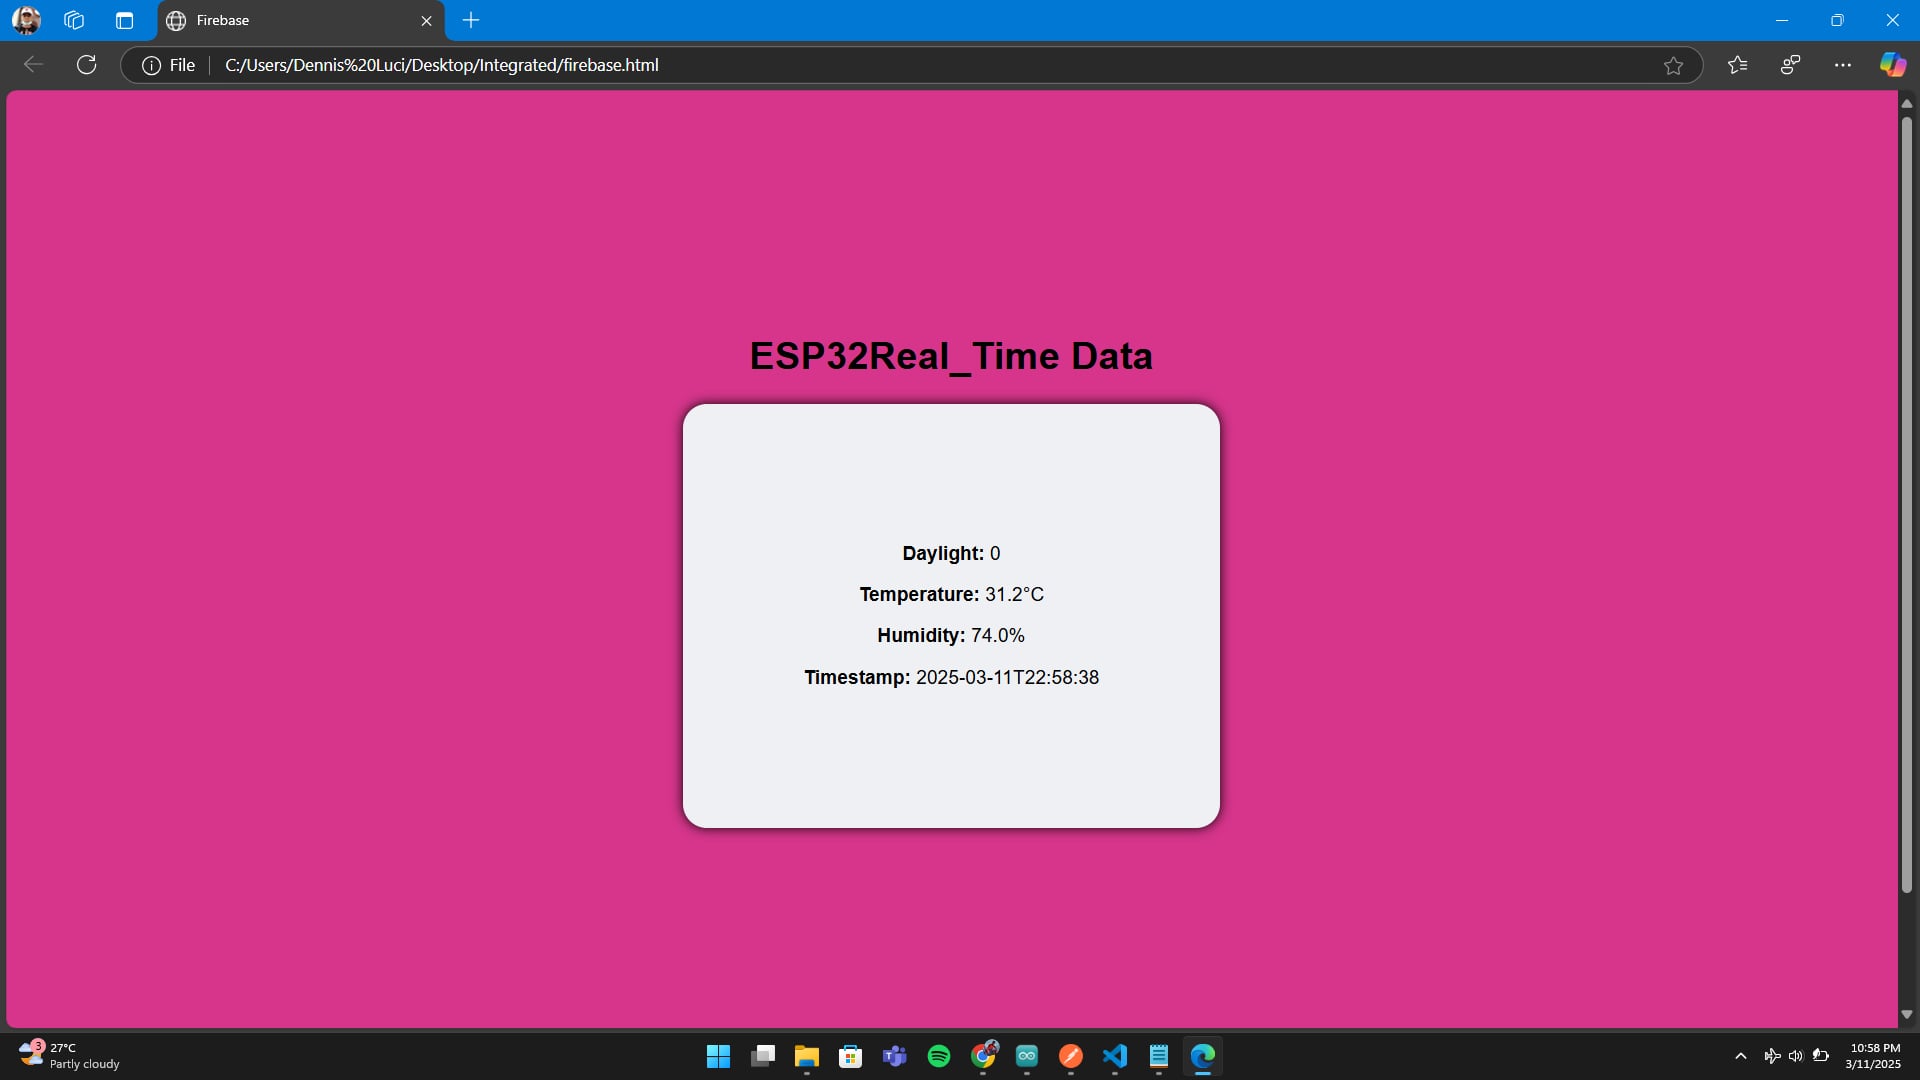 Firebase
File
C:/Users/Dennis%20Luci/Desktop/Integrated/firebase.html
ESP32Real_Time Data
Daylight: 0
Temperature: 31.2°C
Humidity: 74.0%
Timestamp: 2025-03-11T22:58:38
3
27°C
Partly cloudy
10:58 PM
3/11/2025